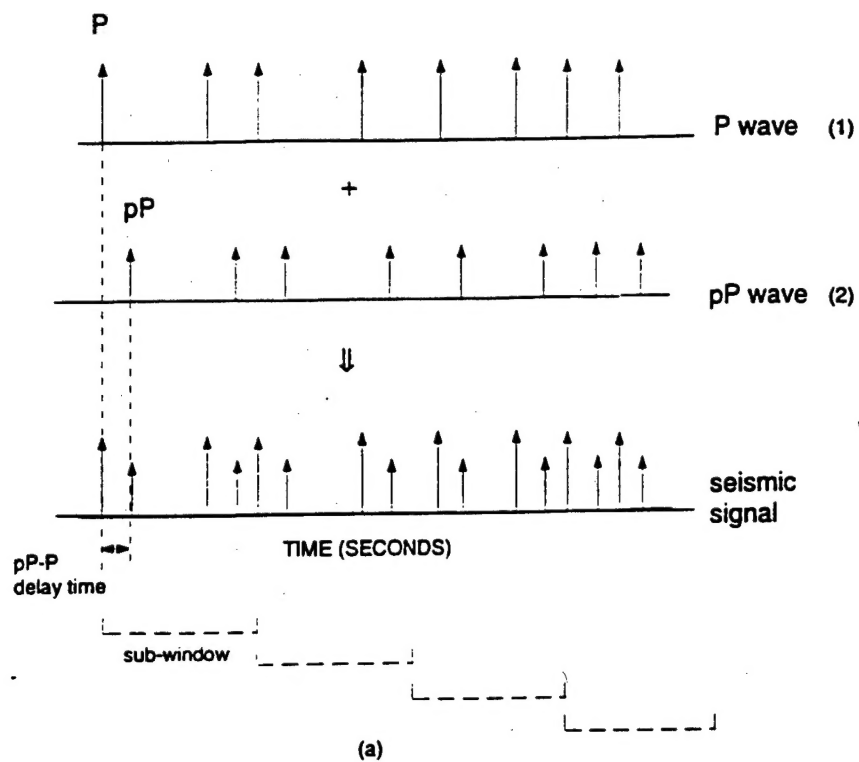 P
P wave (1)
+
pP
pP wave (2)
⇓
seismic
signal
TIME (SECONDS)
pP-P
delay time
sub-window
(a)